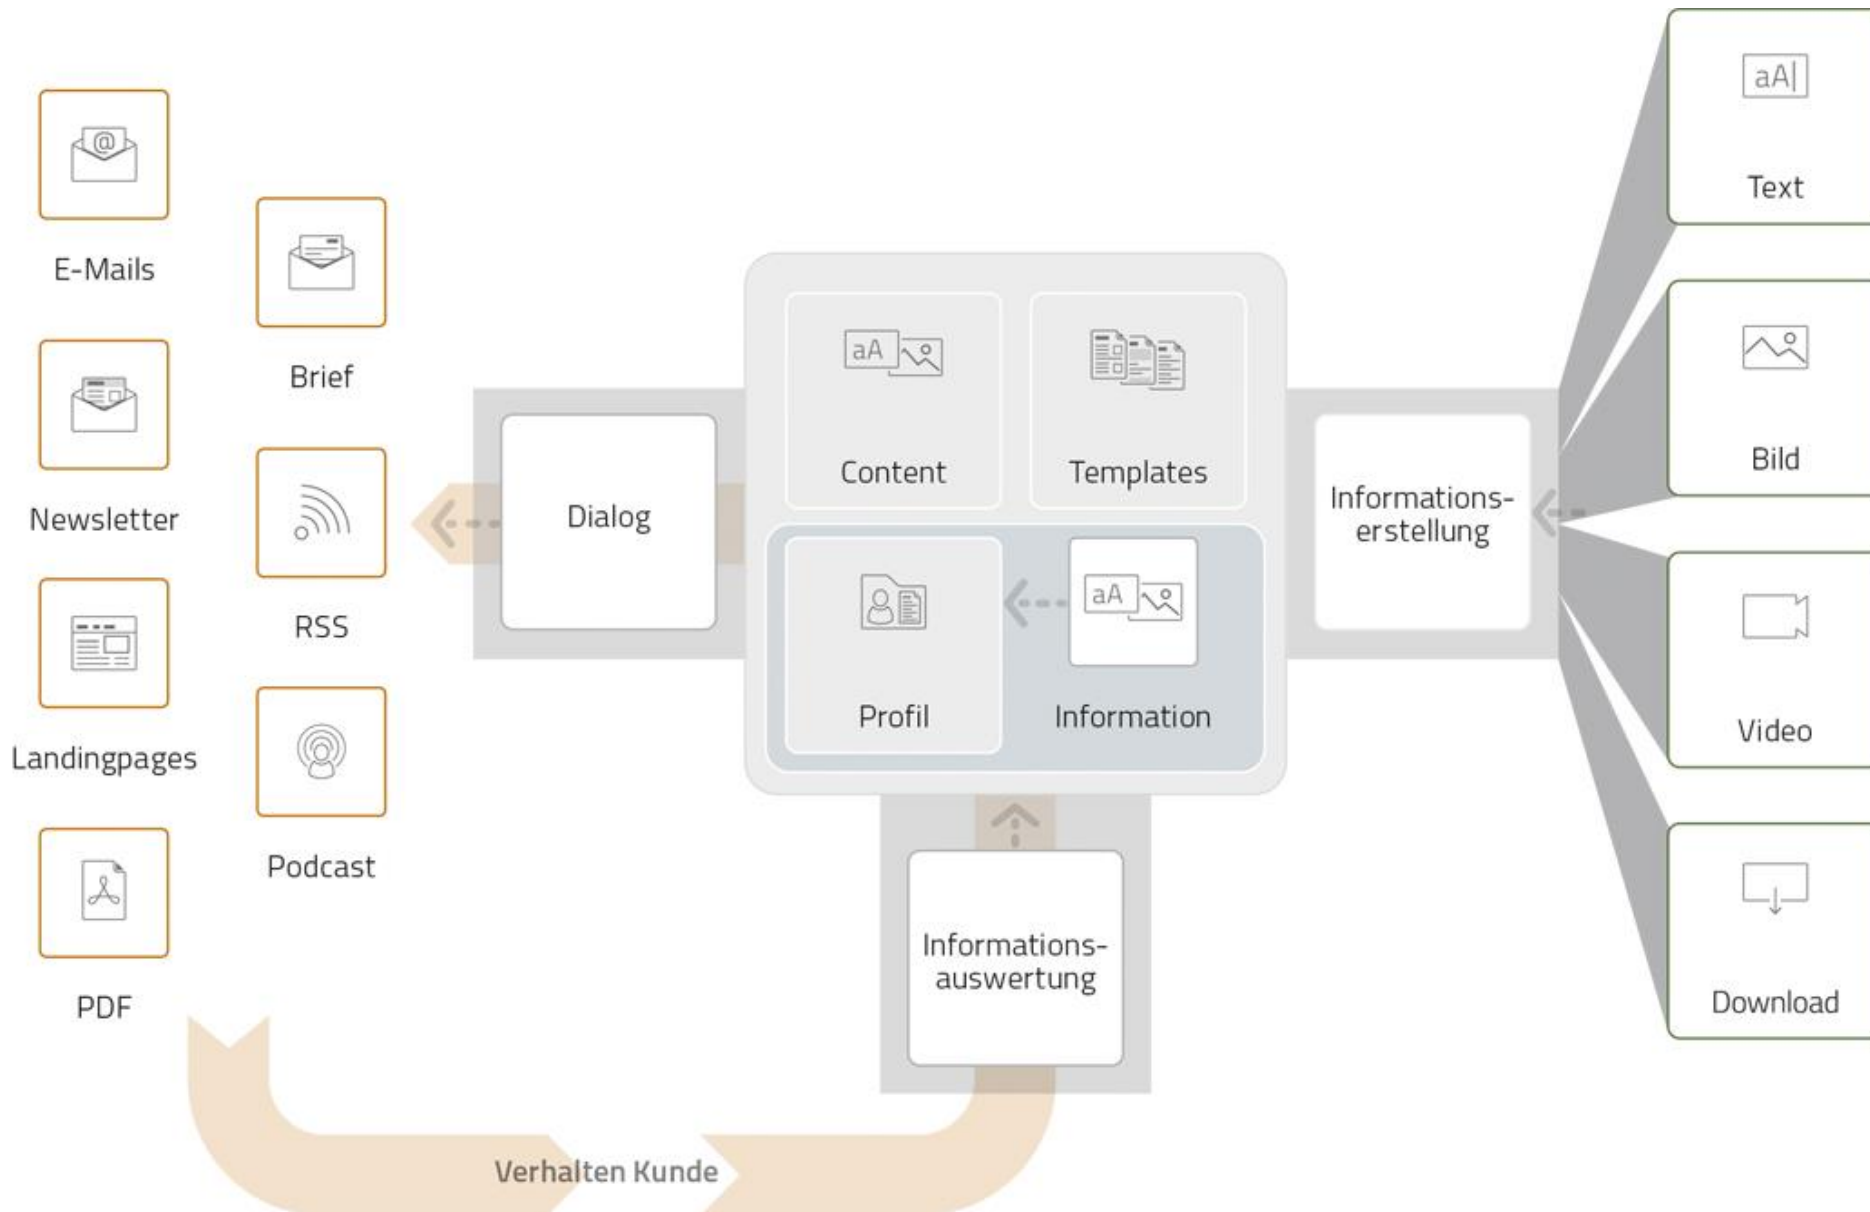 aA
Text
@
E-Mails
Brief
aA
Content
Templates
Bild
Newsletter
Dialog
Informations-
erstellung
RSS
aA
Profil
Information
Video
Landingpages
Podcast
Informations-
auswertung
PDF
Download
Verhalten Kunde